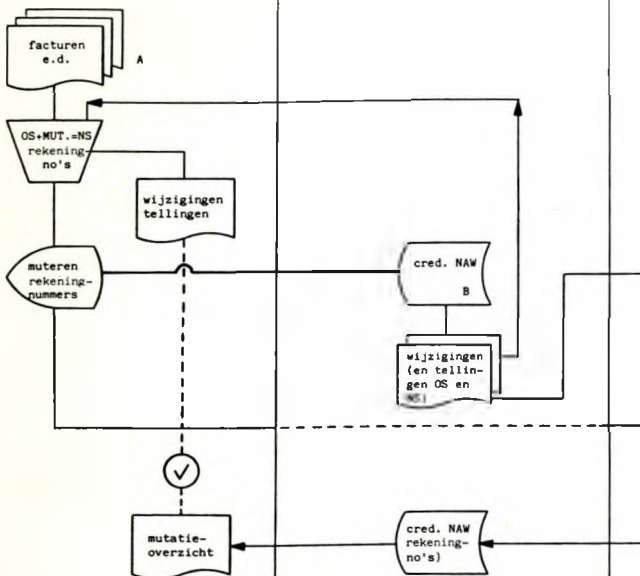 facturen
e.d.
A
OS+MUT.=NS
rekening-
no's
wijzigingen
tellingen
muteren
rekening-
nummers
cred. NAW
B
wijzigingen
(en tellin-
gen OS en
NS)
mutatie-
overzicht
cred. NAW
rekening-
no's)